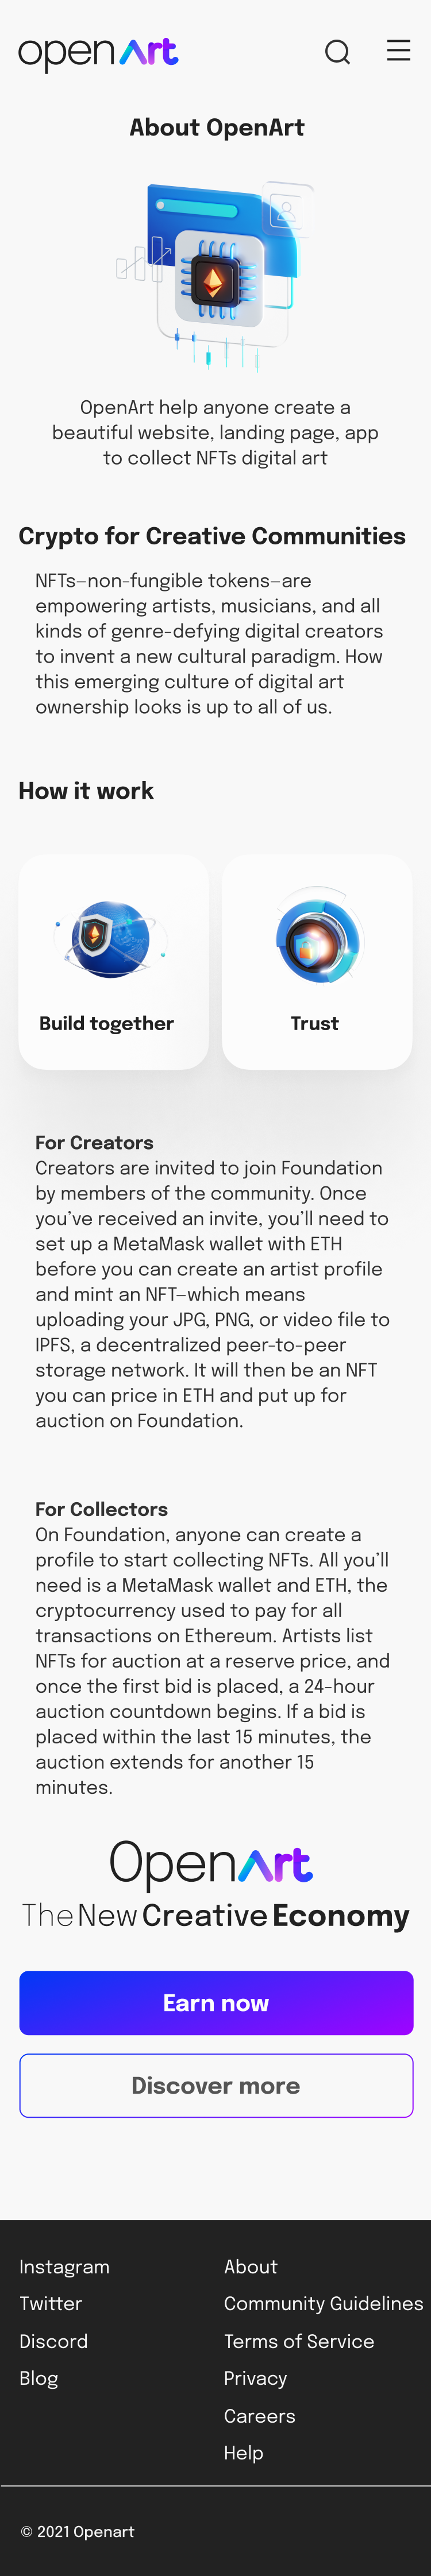 openArt
About OpenArt
OpenArt help anyone create a
beautiful website, landing page, app
to collect NFTs digital art
Crypto for Creative Communities
NFTs—non-fungible tokens—are
empowering artists, musicians, and all
kinds of genre-defying digital creators
to invent a new cultural paradigm. How
this emerging culture of digital art
ownership looks is up to all of us.
How it work
Build together
Trust
For Creators
Creators are invited to join Foundation
by members of the community. Once
you’ve received an invite, you’ll need to
set up a MetaMask wallet with ETH
before you can create an artist profile
and mint an NFT—which means
uploading your JPG, PNG, or video file to
IPFS, a decentralized peer-to-peer
storage network. It will then be an NFT
you can price in ETH and put up for
auction on Foundation.
For Collectors
On Foundation, anyone can create a
profile to start collecting NFTs. All you’ll
need is a MetaMask wallet and ETH, the
cryptocurrency used to pay for all
transactions on Ethereum. Artists list
NFTs for auction at a reserve price, and
once the first bid is placed, a 24-hour
auction countdown begins. If a bid is
placed within the last 15 minutes, the
auction extends for another 15
minutes.
OpenArt
The New Creative Economy
Earn now
Discover more
Instagram
Twitter
Discord
Blog
About
Community Guidelines
Terms of Service
Privacy
Careers
Help
© 2021 Openart